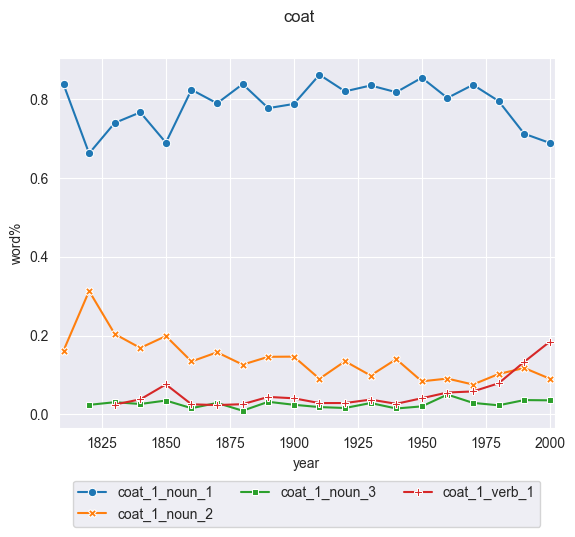 coat
0.8
0.6
0.4
0.2
0.0
word%
1825 1850 1875 1900 1925 1950 1975 2000
year
coat_1_noun_1 coat_1_noun_3 coat_1_verb_1
coat_1_noun_2